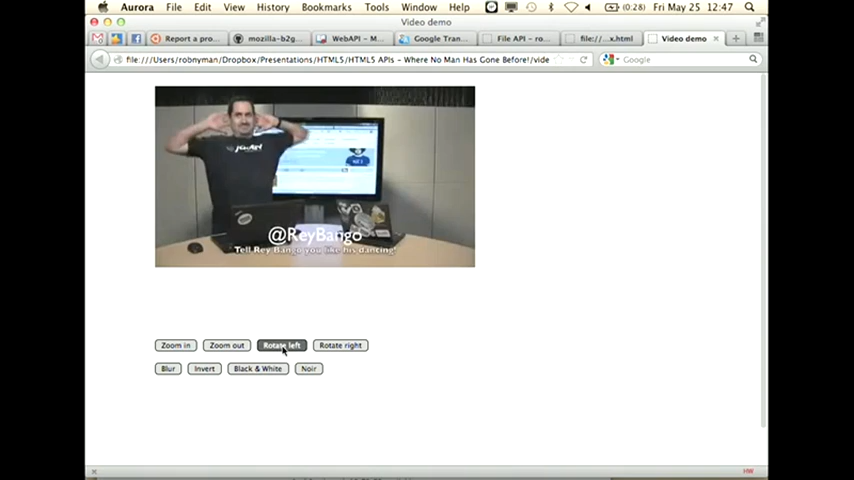 Aurora File Edit View History Bookmarks Tools Window Help (0:28) Fri May 25 12:47
Video demo
Report a pro... mozilla-b2g... WebAPI – M... Google Tran... File API – ro... file://...x.html Video demo
file:///Users/robnyman/Dropbox/Presentations/HTML5/HTML5 APIs – Where No Man Has Gone Before!/vide Google
@ReyBango
Tell Rey Bango you like his dancing!
Zoom in Zoom out Rotate left Rotate right
Blur Invert Black & White Noir
HW